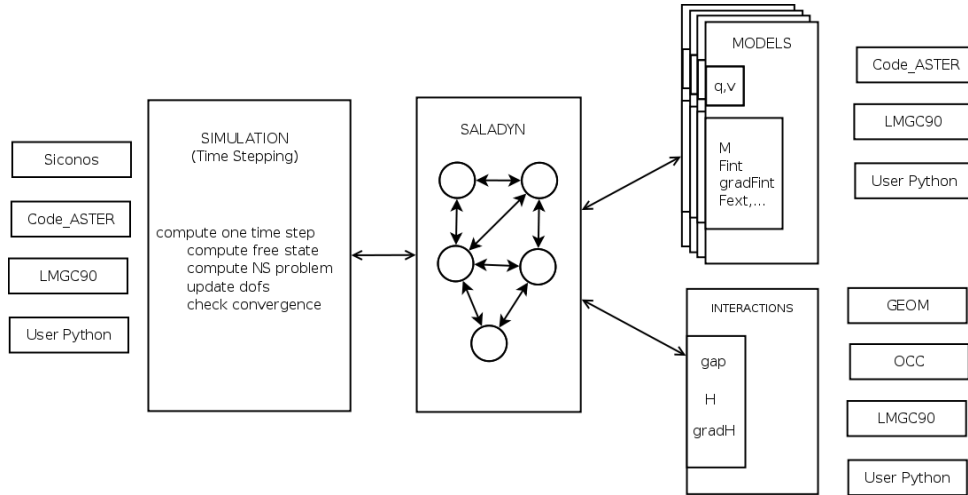 Siconos
Code_ASTER
LMGC90
User Python
SIMULATION
(Time Stepping)
compute one time step
compute free state
compute NS problem
update dofs
check convergence
SALADYN
MODELS
q,v
M
Fint
gradFint
Fext,...
Code_ASTER
LMGC90
User Python
INTERACTIONS
gap
H
gradH
GEOM
OCC
LMGC90
User Python